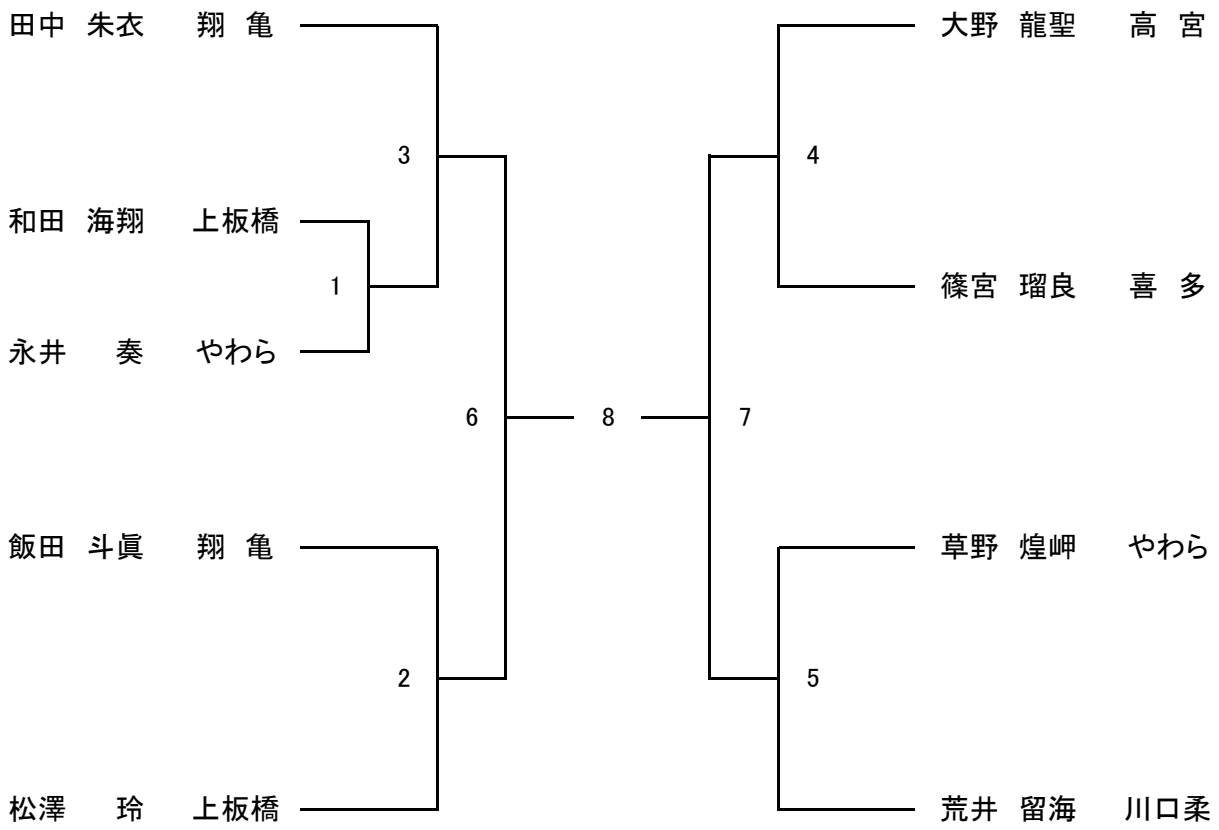 田中 朱衣 翔 亀
大野 龍聖 高 宮
3
4
和田 海翔 上板橋
1
篠宮 瑠良 喜 多
永井 奏 やわら
6
8
7
飯田 斗眞 翔 亀
草野 煌岬 やわら
2
5
松澤 玲 上板橋
荒井 留海 川口柔